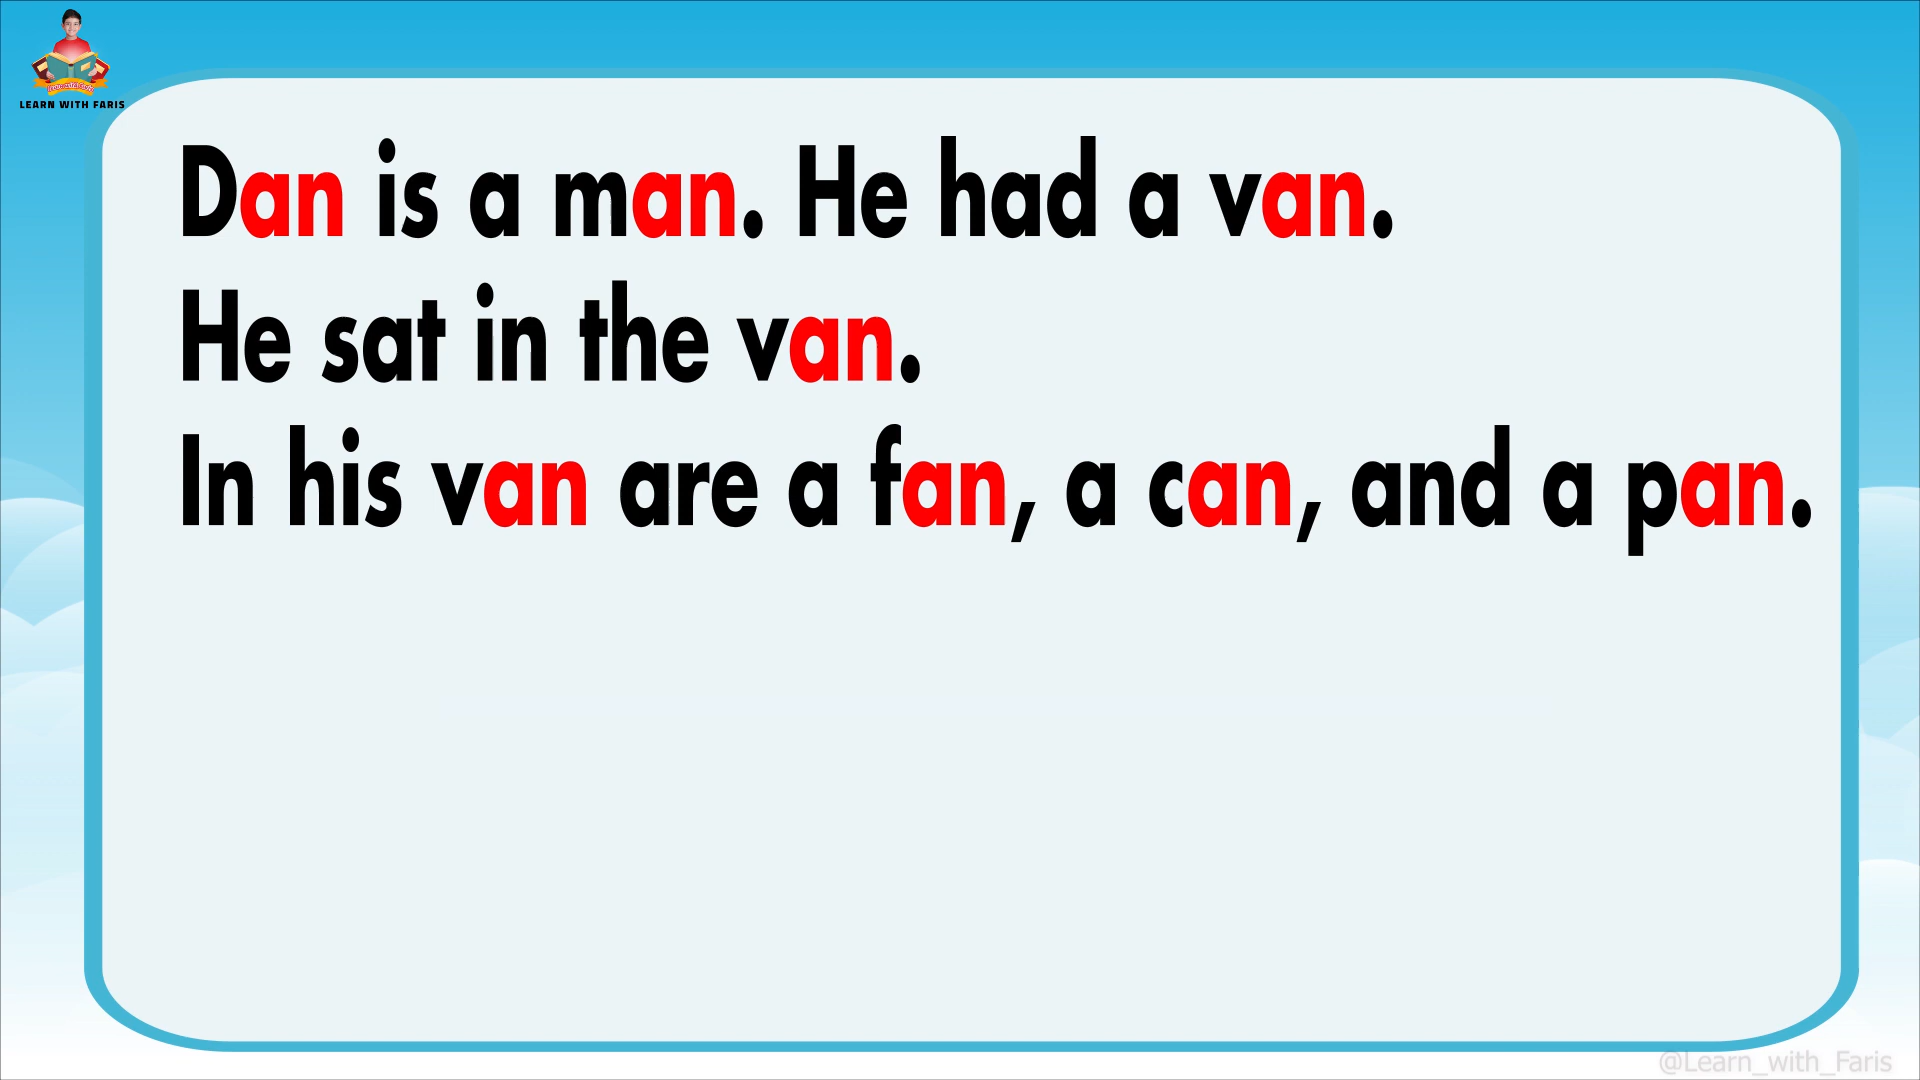 LEARN WITH FARIS
Dan is a man. He had a van.
He sat in the van.
In his van are a fan, a can, and a pan.
@Learn_with_Faris